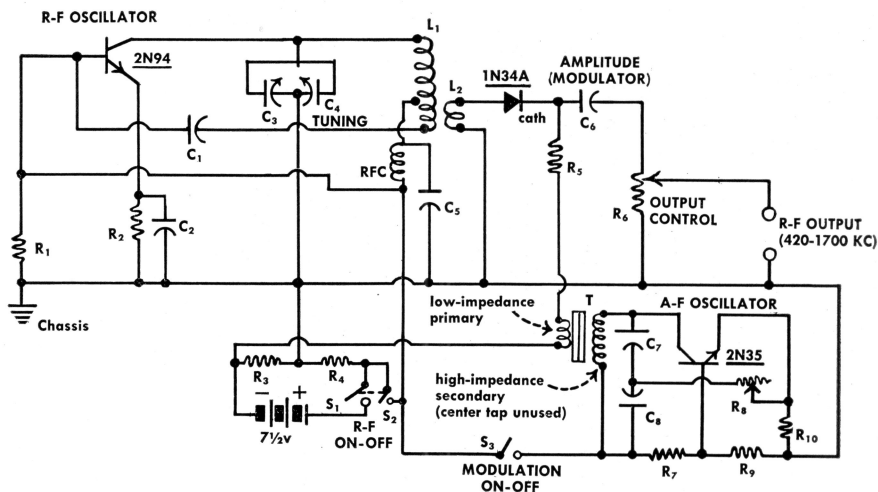 R-F OSCILLATOR
2N94
L1
C3
C4
TUNING
C1
L2
1N34A
cath
AMPLITUDE
(MODULATOR)
C6
RFC
C5
R5
R6
OUTPUT
CONTROL
R-F OUTPUT
(420-1700 KC)
R1
R2
C2
Chassis
low-impedance
primary
T
A-F OSCILLATOR
C7
2N35
high-impedance
secondary
(center tap unused)
C8
R8
R10
R3
R4
−
+
7½v
S1
S2
R-F
ON-OFF
S3
MODULATION
ON-OFF
R7
R9